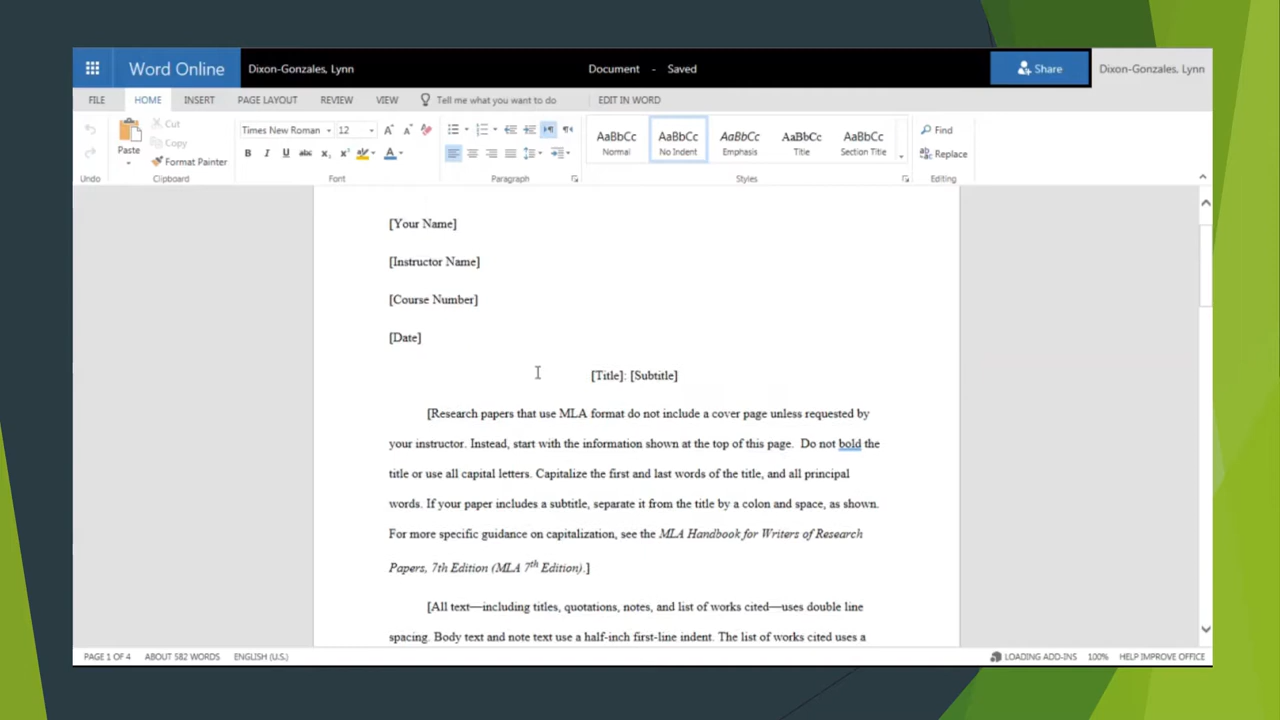 Word Online
Dixon-Gonzales, Lynn
Document - Saved
Share
Dixon-Gonzales, Lynn
FILE HOME INSERT PAGE LAYOUT REVIEW VIEW Tell me what you want to do EDIT IN WORD
Paste
Cut
Copy
Format Painter
Times New Roman 12
B I U abc x₂ x²
AaBbCc AaBbCc AaBbCc AaBbCc AaBbCc
Normal No Indent Emphasis Title Section Title
Find
Replace
Undo Clipboard Font Paragraph Styles Editing
[Your Name]
[Instructor Name]
[Course Number]
[Date]
[Title]: [Subtitle]
[Research papers that use MLA format do not include a cover page unless requested by
your instructor. Instead, start with the information shown at the top of this page.  Do not bold the
title or use all capital letters. Capitalize the first and last words of the title, and all principal
words. If your paper includes a subtitle, separate it from the title by a colon and space, as shown.
For more specific guidance on capitalization, see the MLA Handbook for Writers of Research
Papers, 7th Edition (MLA 7th Edition).]
[All text—including titles, quotations, notes, and list of works cited—uses double line
spacing. Body text and note text use a half-inch first-line indent. The list of works cited uses a
PAGE 1 OF 4 ABOUT 582 WORDS ENGLISH (U.S.) LOADING ADD-INS 100% HELP IMPROVE OFFICE